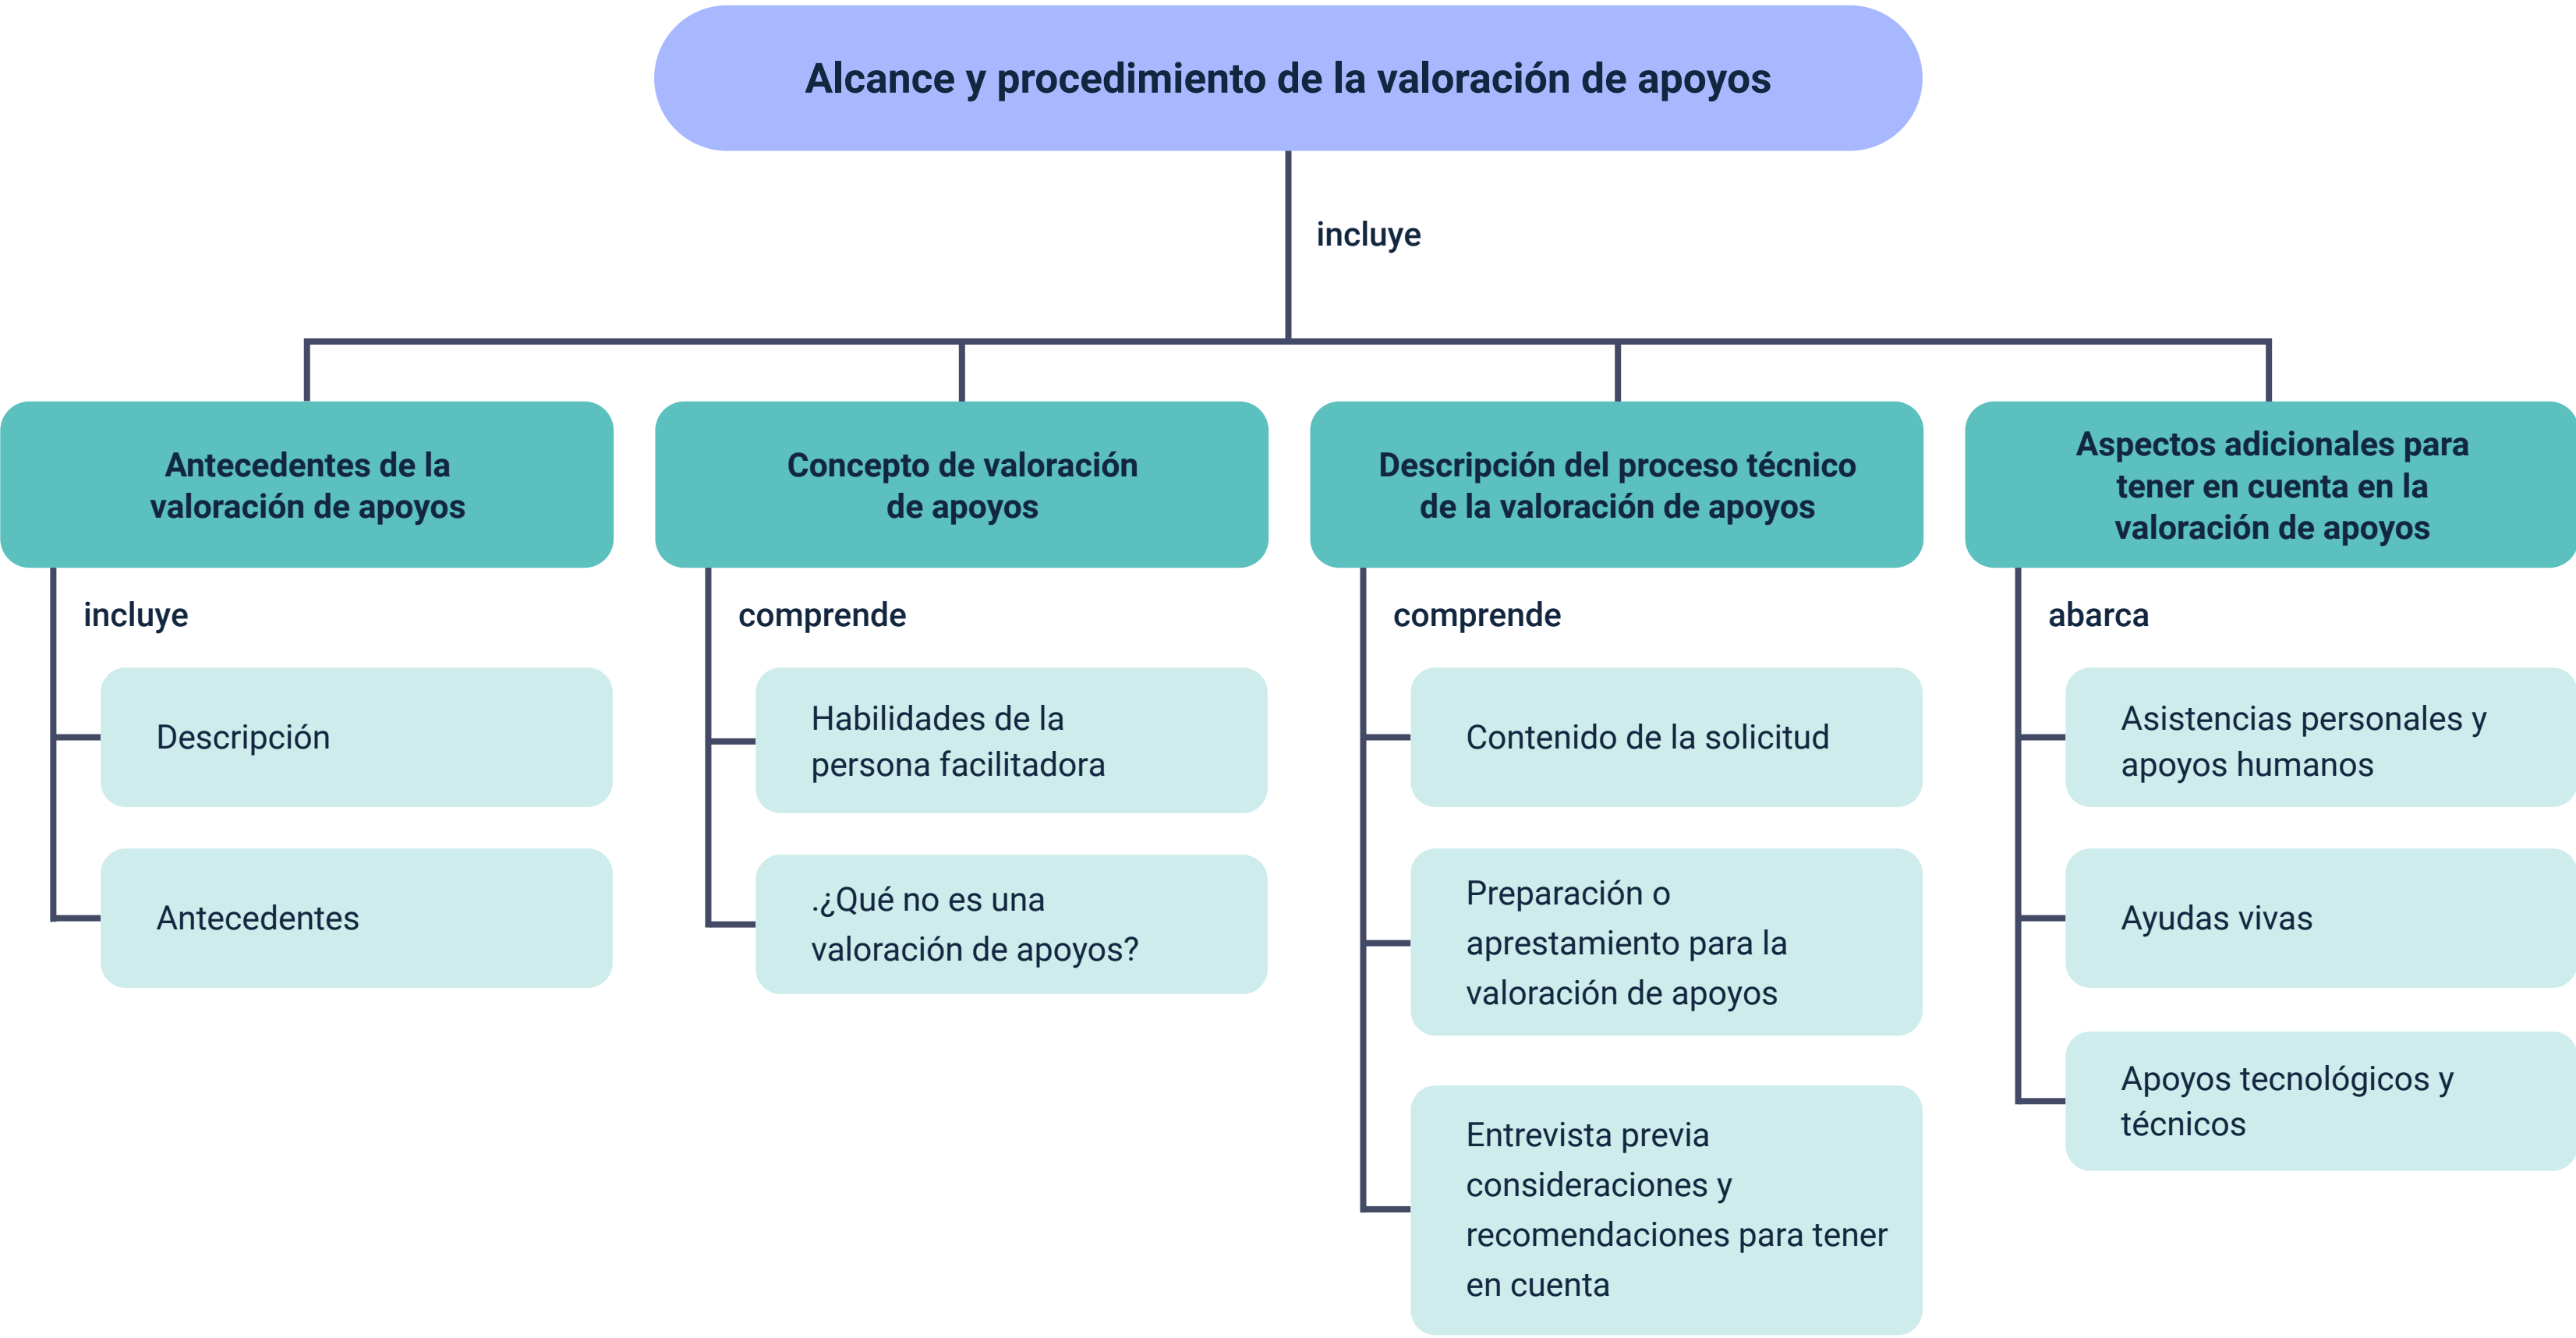 Alcance y procedimiento de la valoración de apoyos
incluye
Antecedentes de la
valoración de apoyos
incluye
Descripción
Antecedentes
Concepto de valoración
de apoyos
comprende
Habilidades de la
persona facilitadora
.¿Qué no es una
valoración de apoyos?
Descripción del proceso técnico
de la valoración de apoyos
comprende
Contenido de la solicitud
Preparación o
aprestamiento para la
valoración de apoyos
Entrevista previa
consideraciones y
recomendaciones para tener
en cuenta
Aspectos adicionales para
tener en cuenta en la
valoración de apoyos
abarca
Asistencias personales y
apoyos humanos
Ayudas vivas
Apoyos tecnológicos y
técnicos